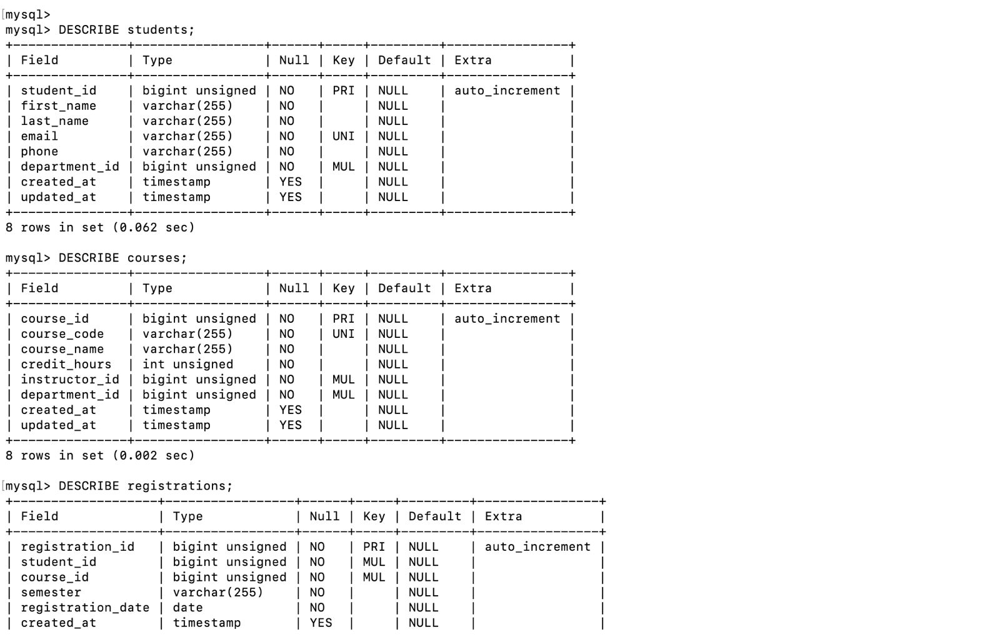 mysql>
mysql> DESCRIBE students;
+---------------+-----------------+------+-----+---------+----------------+
| Field         | Type            | Null | Key | Default | Extra          |
+---------------+-----------------+------+-----+---------+----------------+
| student_id    | bigint unsigned | NO   | PRI | NULL    | auto_increment |
| first_name    | varchar(255)    | NO   |     | NULL    |                |
| last_name     | varchar(255)    | NO   |     | NULL    |                |
| email         | varchar(255)    | NO   | UNI | NULL    |                |
| phone         | varchar(255)    | NO   |     | NULL    |                |
| department_id | bigint unsigned | NO   | MUL | NULL    |                |
| created_at    | timestamp       | YES  |     | NULL    |                |
| updated_at    | timestamp       | YES  |     | NULL    |                |
+---------------+-----------------+------+-----+---------+----------------+
8 rows in set (0.062 sec)

mysql> DESCRIBE courses;
+---------------+-----------------+------+-----+---------+----------------+
| Field         | Type            | Null | Key | Default | Extra          |
+---------------+-----------------+------+-----+---------+----------------+
| course_id     | bigint unsigned | NO   | PRI | NULL    | auto_increment |
| course_code   | varchar(255)    | NO   | UNI | NULL    |                |
| course_name   | varchar(255)    | NO   |     | NULL    |                |
| credit_hours  | int unsigned    | NO   |     | NULL    |                |
| instructor_id | bigint unsigned | NO   | MUL | NULL    |                |
| department_id | bigint unsigned | NO   | MUL | NULL    |                |
| created_at    | timestamp       | YES  |     | NULL    |                |
| updated_at    | timestamp       | YES  |     | NULL    |                |
+---------------+-----------------+------+-----+---------+----------------+
8 rows in set (0.002 sec)

mysql> DESCRIBE registrations;
+-------------------+-----------------+------+-----+---------+----------------+
| Field             | Type            | Null | Key | Default | Extra          |
+-------------------+-----------------+------+-----+---------+----------------+
| registration_id   | bigint unsigned | NO   | PRI | NULL    | auto_increment |
| student_id        | bigint unsigned | NO   | MUL | NULL    |                |
| course_id         | bigint unsigned | NO   | MUL | NULL    |                |
| semester          | varchar(255)    | NO   |     | NULL    |                |
| registration_date | date            | NO   |     | NULL    |                |
| created_at        | timestamp       | YES  |     | NULL    |                |